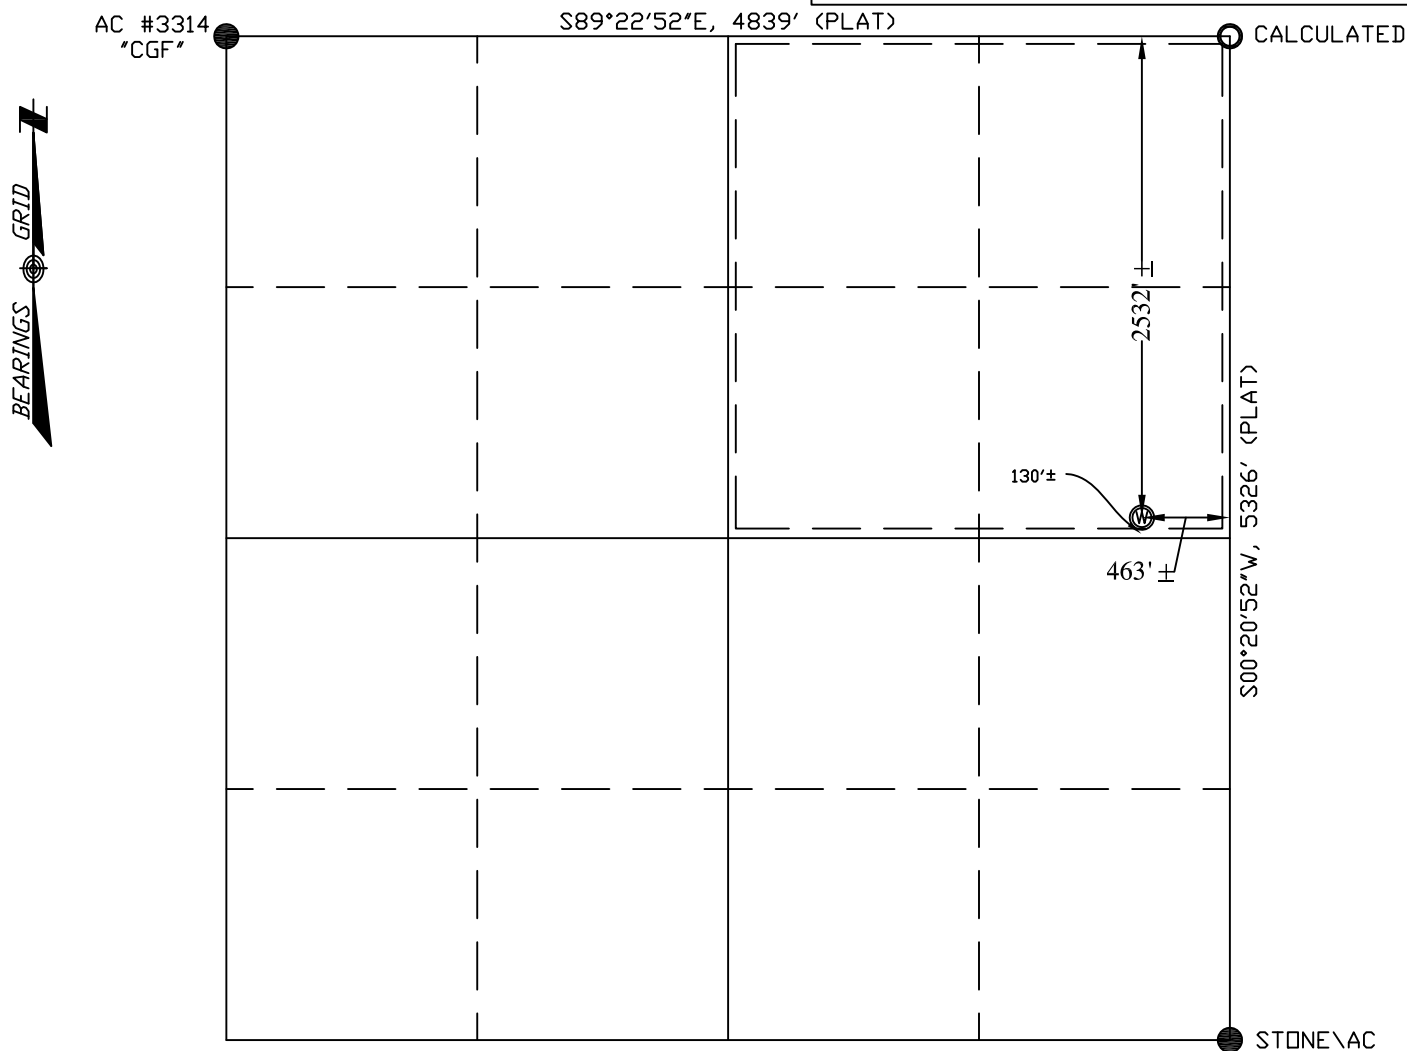 S89°22'52"E, 4839' (PLAT)
AC #3314
"CGF"
CALCULATED
N
BEARINGS GRID
2532' ±
S00°20'52"W, 5326' (PLAT)
130'±
W
463' ±
STONE\AC